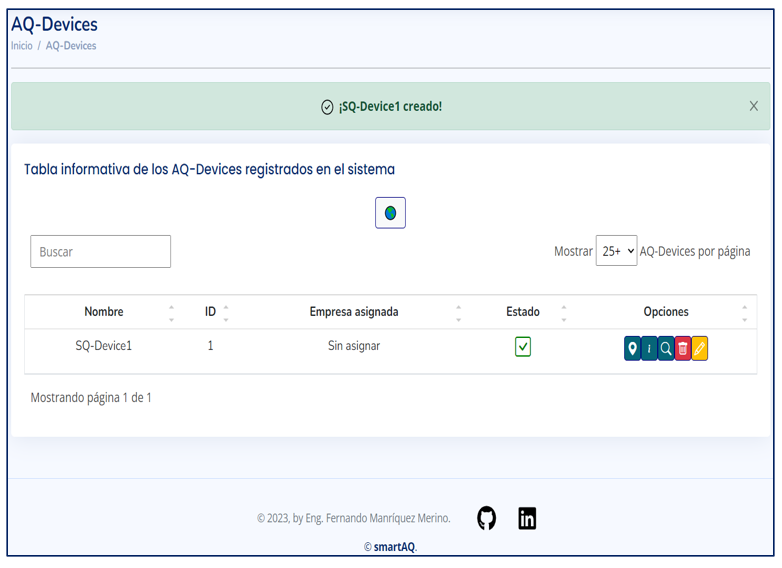 AQ-Devices
Inicio / AQ-Devices
¡SQ-Device1 creado!
Tabla informativa de los AQ-Devices registrados en el sistema
Buscar
Mostrar 25+ AQ-Devices por página
Nombre ID Empresa asignada Estado Opciones
SQ-Device1 1 Sin asignar
Mostrando página 1 de 1
© 2023, by Eng. Fernando Manríquez Merino.
© smartAQ.